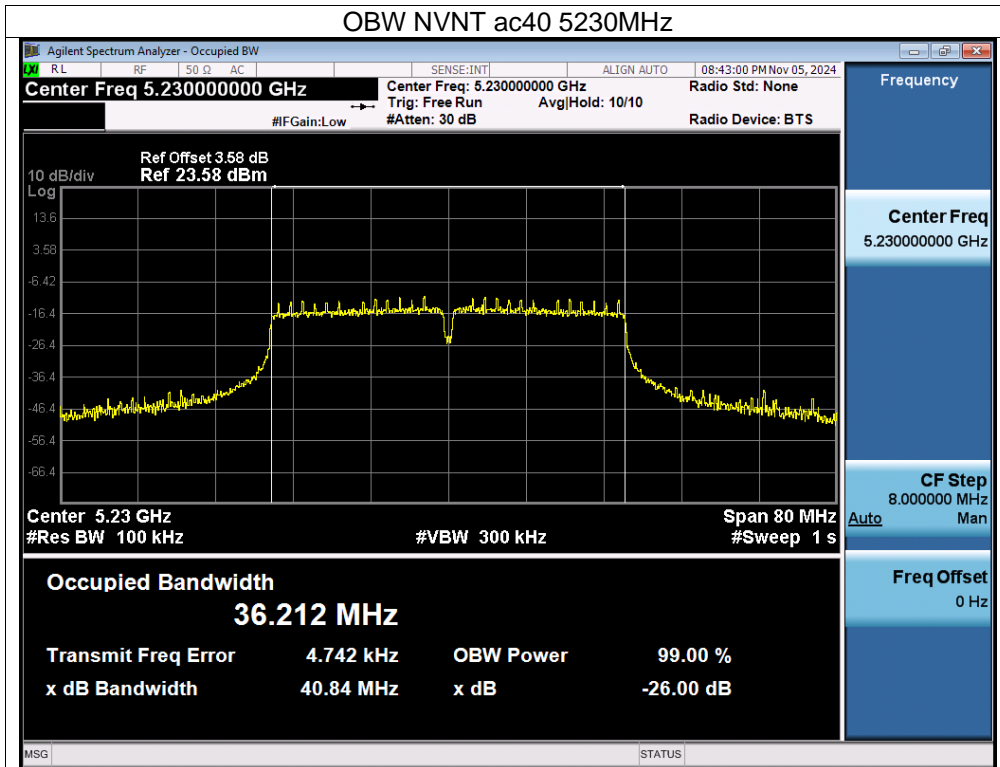 OBW NVNT ac40 5230MHz
Agilent Spectrum Analyzer - Occupied BW
LXI RL RF 50 Ω AC SENSE:INT ALIGN AUTO 08:43:00 PM Nov 05, 2024
Center Freq 5.230000000 GHz
Center Freq: 5.230000000 GHz
Radio Std: None
Trig: Free Run Avg|Hold: 10/10
#IFGain:Low
#Atten: 30 dB
Radio Device: BTS
Ref Offset 3.58 dB
10 dB/div Ref 23.58 dBm
Log
13.6
3.58
-6.42
-16.4
-26.4
-36.4
-46.4
-56.4
-66.4
Center 5.23 GHz Span 80 MHz
#Res BW 100 kHz #VBW 300 kHz #Sweep 1 s
Occupied Bandwidth
36.212 MHz
Transmit Freq Error 4.742 kHz OBW Power 99.00 %
x dB Bandwidth 40.84 MHz x dB -26.00 dB
MSG STATUS
Frequency
Center Freq
5.230000000 GHz
CF Step
8.000000 MHz
Auto Man
Freq Offset
0 Hz